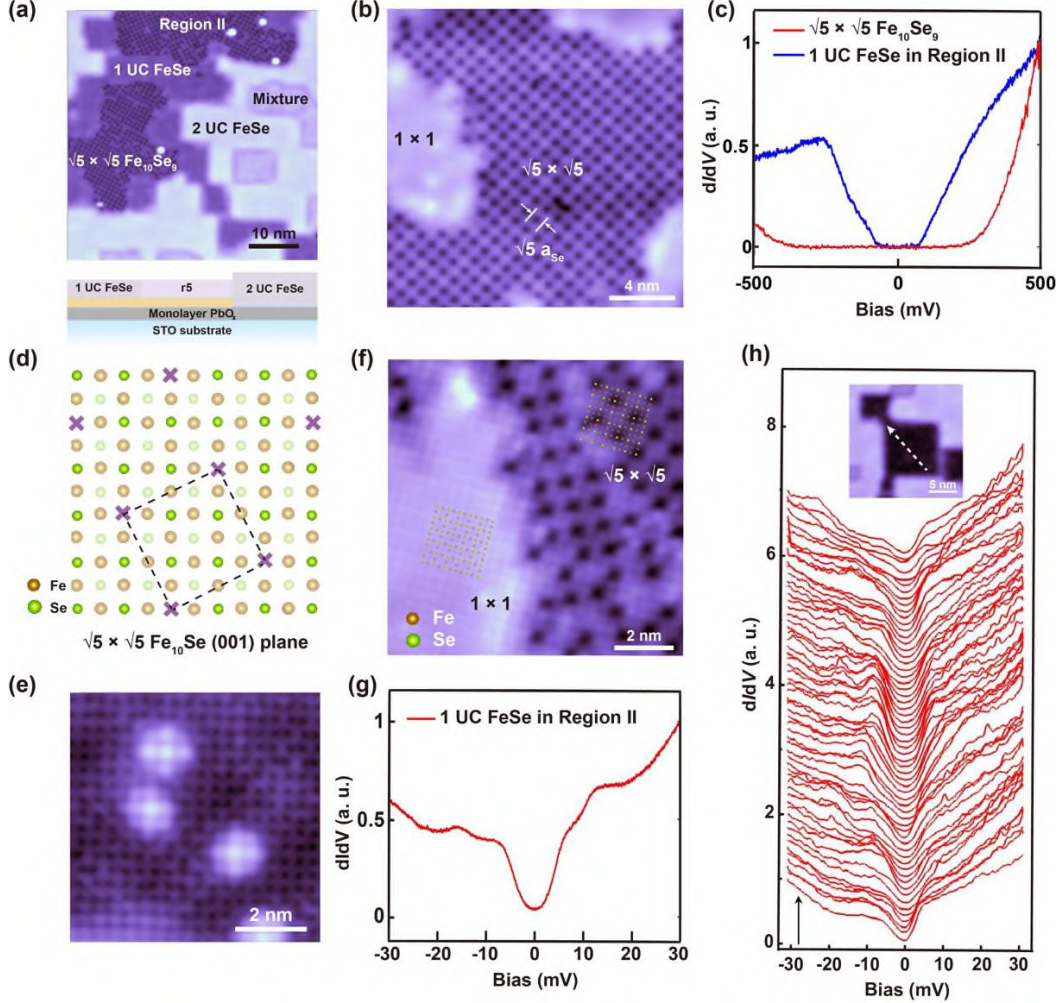 (a)
Region II
1 UC FeSe
Mixture
2 UC FeSe
√5 × √5 Fe₁₀Se₉
10 nm
1 UC FeSe
r5
2 UC FeSe
Monolayer PbOₓ
STO substrate
(b)
1 × 1
√5 × √5
√5 a_Se
4 nm
(c)
√5 × √5 Fe₁₀Se₉
1 UC FeSe in Region II
dI/dV (a. u.)
1
0.5
0
-500
0
500
Bias (mV)
(d)
Fe
Se
√5 × √5 Fe₁₀Se (001) plane
(e)
2 nm
(f)
√5 × √5
1 × 1
Fe
Se
2 nm
(g)
1 UC FeSe in Region II
dIdV (a. u.)
1
0.5
0
-30
-20
-10
0
10
20
30
Bias (mV)
(h)
5 nm
dI/dV (a. u.)
8
6
4
2
0
-30
-20
-10
0
10
20
30
Bias (mV)